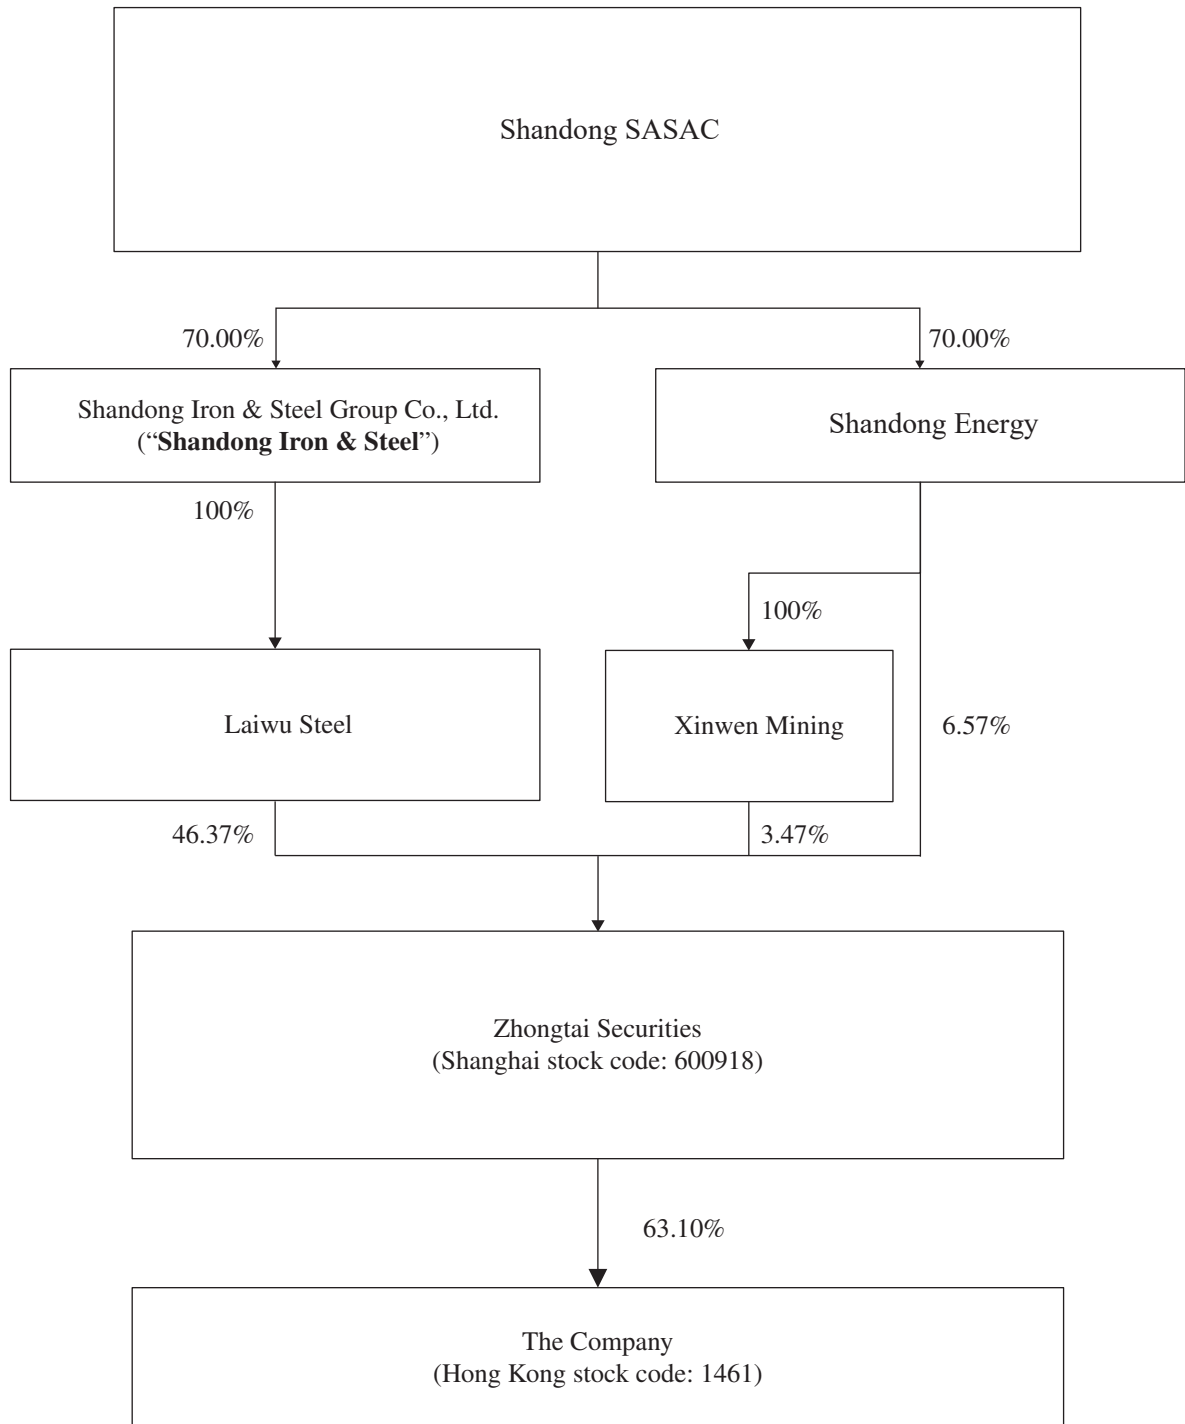 Shandong SASAC
70.00%
70.00%
Shandong Iron & Steel Group Co., Ltd.
(“Shandong Iron & Steel”)
Shandong Energy
100%
100%
Laiwu Steel
Xinwen Mining
6.57%
46.37%
3.47%
Zhongtai Securities
(Shanghai stock code: 600918)
63.10%
The Company
(Hong Kong stock code: 1461)